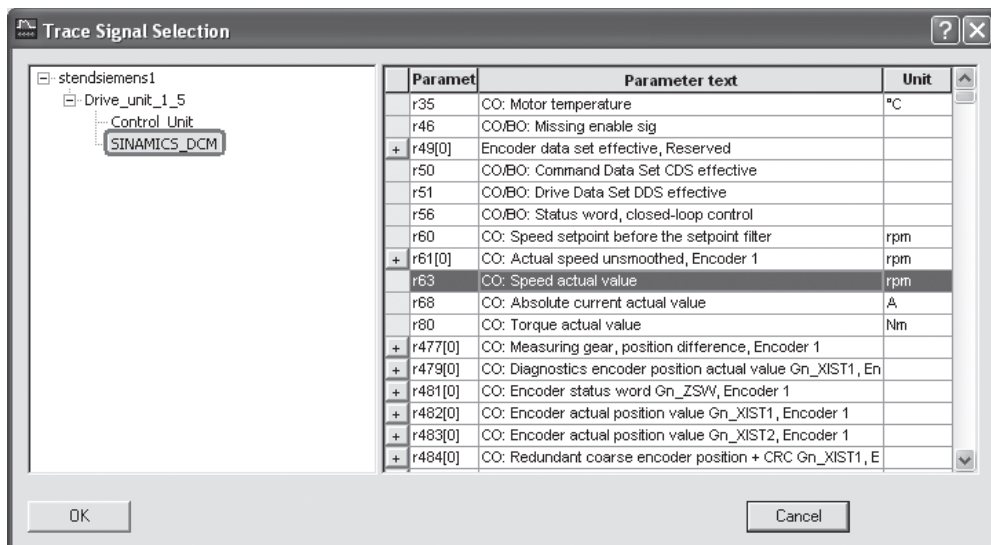 Trace Signal Selection
stendsiemens1
Drive_unit_1_5
Control_Unit
SINAMICS_DCM
Paramet Parameter text Unit
r35 CO: Motor temperature °C
r46 CO/BO: Missing enable sig
r49[0] Encoder data set effective, Reserved
r50 CO/BO: Command Data Set CDS effective
r51 CO/BO: Drive Data Set DDS effective
r56 CO/BO: Status word, closed-loop control
r60 CO: Speed setpoint before the setpoint filter rpm
r61[0] CO: Actual speed unsmoothed, Encoder 1 rpm
r63 CO: Speed actual value rpm
r68 CO: Absolute current actual value A
r80 CO: Torque actual value Nm
r477[0] CO: Measuring gear, position difference, Encoder 1
r479[0] CO: Diagnostics encoder position actual value Gn_XIST1, En
r481[0] CO: Encoder status word Gn_ZSW, Encoder 1
r482[0] CO: Encoder actual position value Gn_XIST1, Encoder 1
r483[0] CO: Encoder actual position value Gn_XIST2, Encoder 1
r484[0] CO: Redundant coarse encoder position + CRC Gn_XIST1, E
OK Cancel